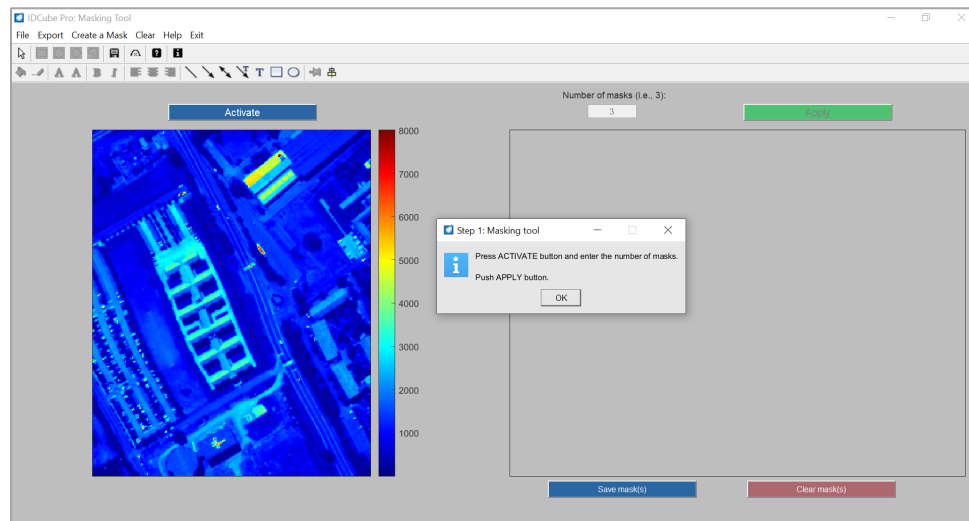 IDCube Pro: Masking Tool
File Export Create a Mask Clear Help Exit
A A B I T T
Number of masks (i.e., 3):
Activate
3
Apply
8000
7000
6000
5000
4000
3000
2000
1000
Step 1: Masking tool
Press ACTIVATE button and enter the number of masks.
Push APPLY button.
OK
Save mask(s)
Clear mask(s)